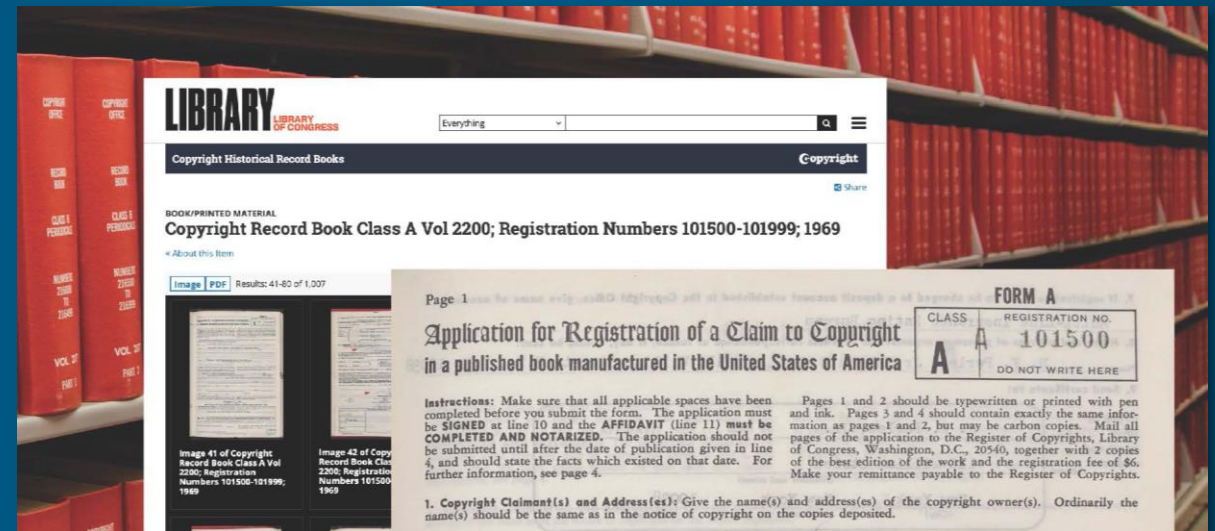 COPYRIGHT
OFFICE
RECORD
BOOK
CLASS B
PERIODICALS
COPYRIGHT
OFFICE
RECORD
BOOK
CLASS B
PERIODICALS
LIBRARY
LIBRARY
OF CONGRESS
Everything
Copyright Historical Record Books
Copyright
Share
BOOK/PRINTED MATERIAL
Copyright Record Book Class A Vol 2200; Registration Numbers 101500-101999; 1969
« About this Item
Image PDF Results: 41-80 of 1,007
Image 41 of Copyright
Record Book Class A Vol
2200; Registration
Numbers 101500-101999;
1969
Image 42 of Copy
Record Book Clas
2200; Registratio
Numbers 101500
1969
Page 1
FORM A
Application for Registration of a Claim to Copyright
in a published book manufactured in the United States of America
CLASS
A
REGISTRATION NO.
A 101500
DO NOT WRITE HERE
Instructions: Make sure that all applicable spaces have been
completed before you submit the form. The application must
be SIGNED at line 10 and the AFFIDAVIT (line 11) must be
COMPLETED AND NOTARIZED. The application should not
be submitted until after the date of publication given in line
4, and should state the facts which existed on that date. For
further information, see page 4.
Pages 1 and 2 should be typewritten or printed with pen
and ink. Pages 3 and 4 should contain exactly the same infor-
mation as pages 1 and 2, but may be carbon copies. Mail all
pages of the application to the Register of Copyrights, Library
of Congress, Washington, D.C., 20540, together with 2 copies
of the best edition of the work and the registration fee of $6.
Make your remittance payable to the Register of Copyrights.
1. Copyright Claimant(s) and Address(es): Give the name(s) and address(es) of the copyright owner(s). Ordinarily the
name(s) should be the same as in the notice of copyright on the copies deposited.